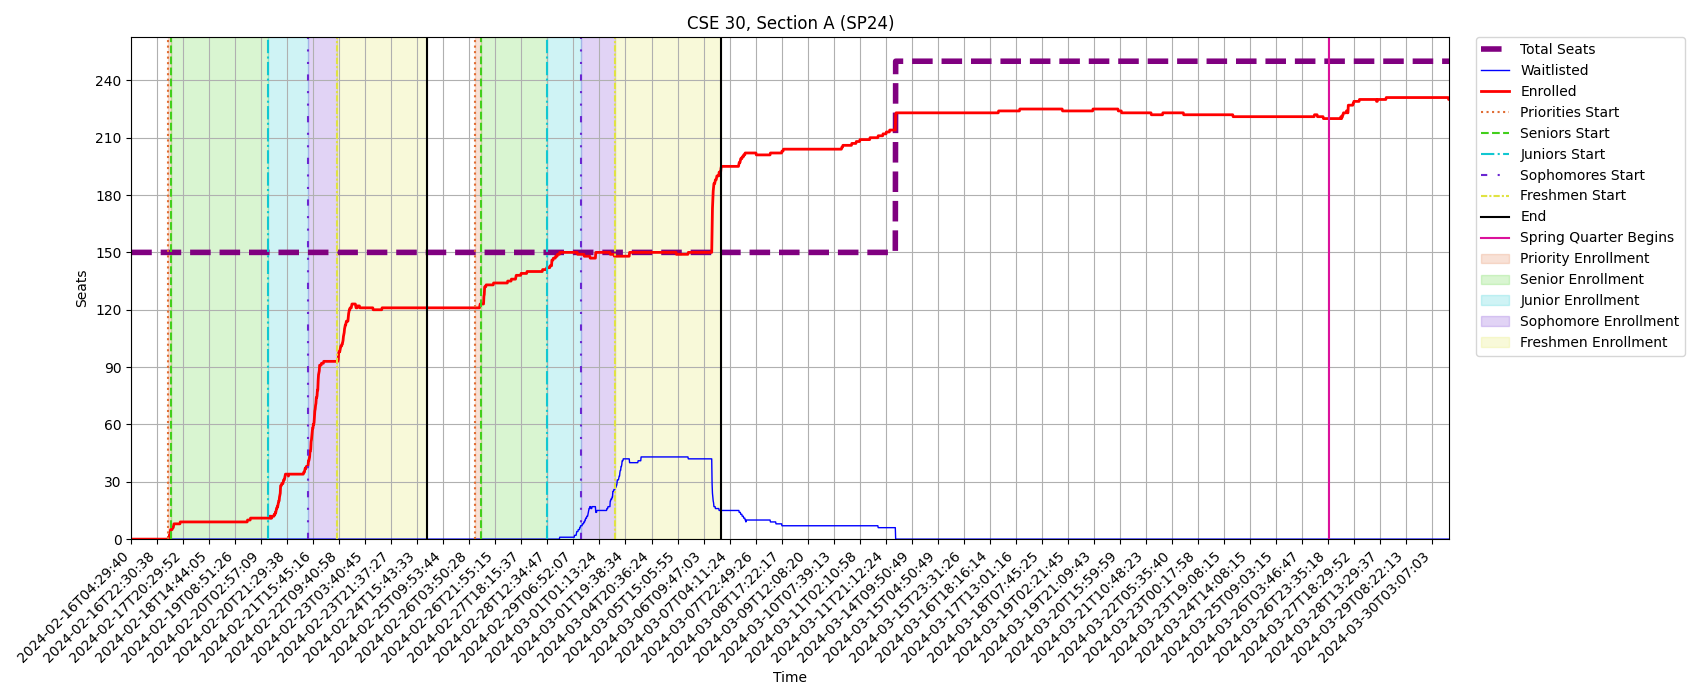 CSE 30, Section A (SP24)
Seats
240
210
180
150
120
90
60
30
0
2024-02-16T04:29:40
2024-02-16T22:30:38
2024-02-17T20:29:52
2024-02-18T14:44:05
2024-02-19T08:51:26
2024-02-20T02:57:09
2024-02-20T21:29:38
2024-02-21T15:45:16
2024-02-22T09:40:58
2024-02-23T03:40:45
2024-02-23T21:37:27
2024-02-24T15:43:33
2024-02-25T09:53:44
2024-02-26T03:50:28
2024-02-26T21:55:15
2024-02-27T18:15:37
2024-02-28T12:34:47
2024-02-29T06:52:07
2024-03-01T01:13:24
2024-03-01T19:38:34
2024-03-04T20:36:24
2024-03-05T15:05:55
2024-03-06T09:47:03
2024-03-07T04:11:24
2024-03-07T22:49:26
2024-03-08T17:22:17
2024-03-09T12:08:20
2024-03-10T07:39:13
2024-03-11T02:10:58
2024-03-11T21:12:24
2024-03-14T09:50:49
2024-03-15T04:50:49
2024-03-15T23:31:26
2024-03-16T18:16:14
2024-03-17T13:01:16
2024-03-18T07:45:25
2024-03-19T02:21:45
2024-03-19T21:09:43
2024-03-20T15:59:59
2024-03-21T10:48:23
2024-03-22T05:35:40
2024-03-23T00:17:58
2024-03-23T19:08:15
2024-03-24T14:08:15
2024-03-25T09:03:15
2024-03-26T03:46:47
2024-03-26T23:35:18
2024-03-27T18:29:52
2024-03-28T13:29:37
2024-03-29T08:22:13
2024-03-30T03:07:03
Time
Total Seats
Waitlisted
Enrolled
Priorities Start
Seniors Start
Juniors Start
Sophomores Start
Freshmen Start
End
Spring Quarter Begins
Priority Enrollment
Senior Enrollment
Junior Enrollment
Sophomore Enrollment
Freshmen Enrollment